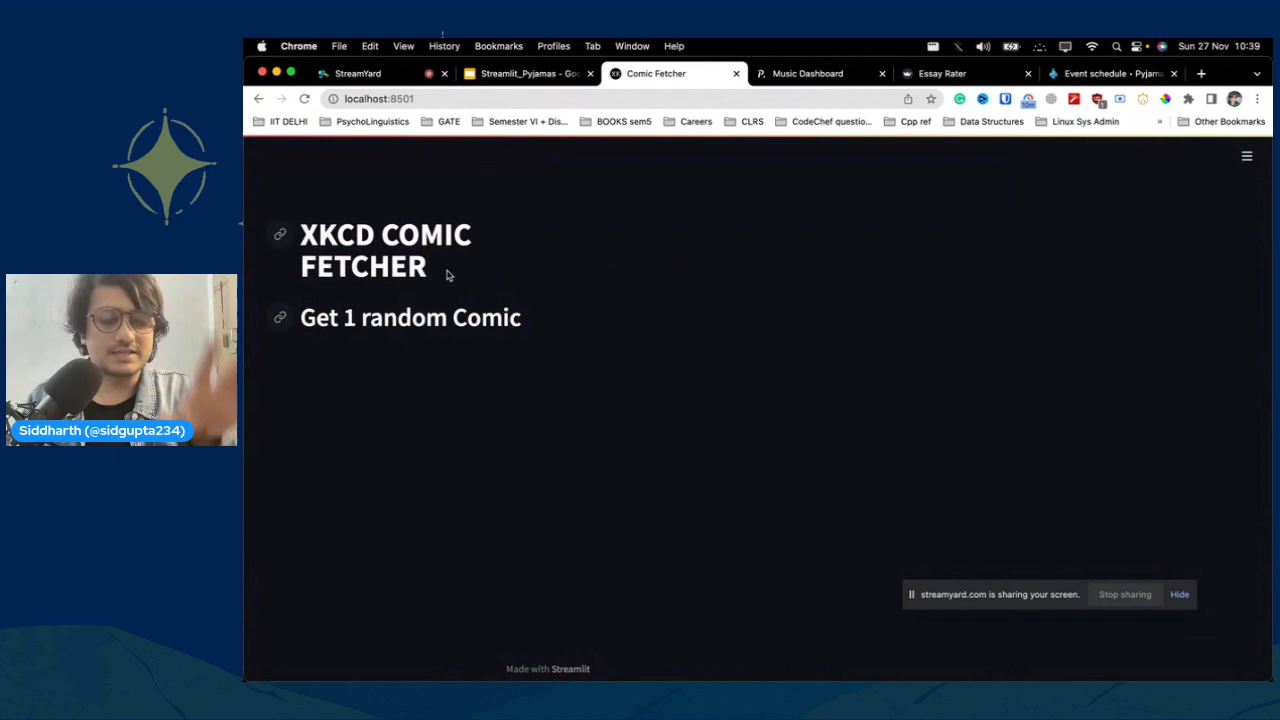 Chrome File Edit View History Bookmarks Profiles Tab Window Help Sun 27 Nov 10:39
StreamYard Streamlit_Pyjamas - Goo Comic Fetcher Music Dashboard Essay Rater Event schedule • Pyjama
localhost:8501 10m 1
IIT DELHI PsychoLinguistics GATE Semester VI + Dis... BOOKS sem5 Careers CLRS CodeChef questio... Cpp ref Data Structures Linux Sys Admin » Other Bookmarks
XKCD COMIC
FETCHER
Get 1 random Comic
Siddharth (@sidgupta234)
streamyard.com is sharing your screen. Stop sharing Hide
Made with Streamlit